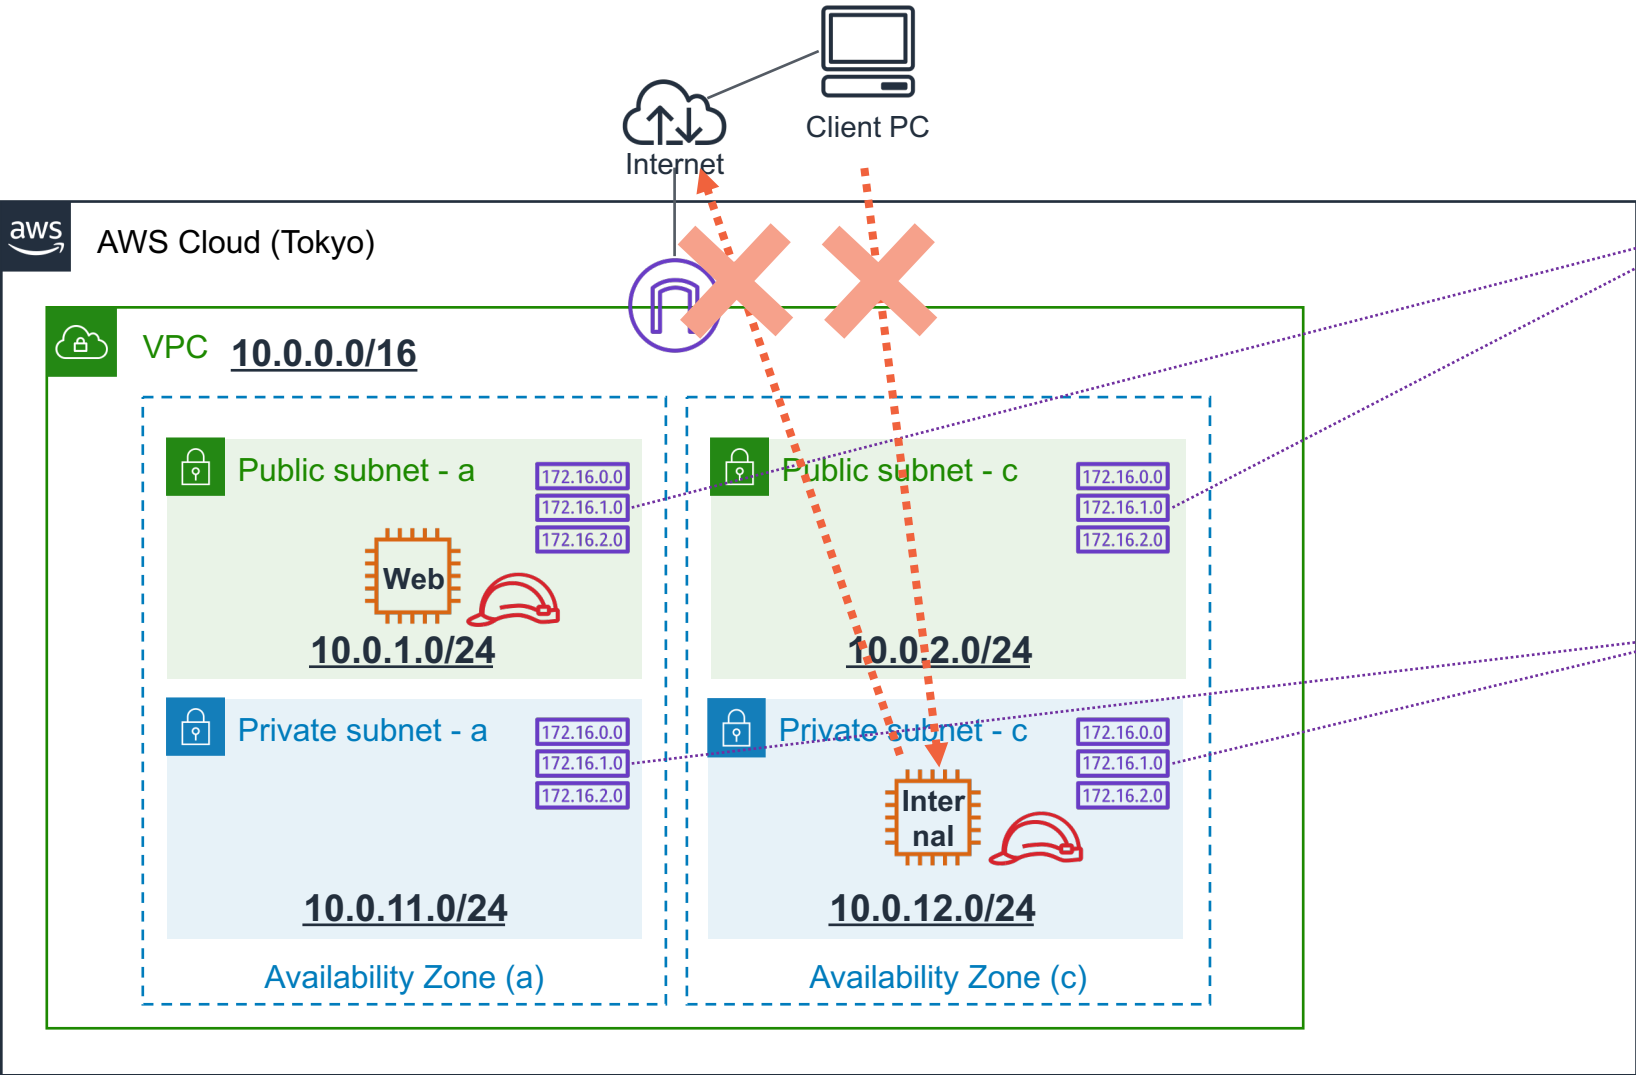 Client PC
Internet
aws
AWS Cloud (Tokyo)
VPC 10.0.0.0/16
Public subnet - a
172.16.0.0
172.16.1.0
172.16.2.0
Web
10.0.1.0/24
Public subnet - c
172.16.0.0
172.16.1.0
172.16.2.0
10.0.2.0/24
Private subnet - a
172.16.0.0
172.16.1.0
172.16.2.0
10.0.11.0/24
Private subnet - c
172.16.0.0
172.16.1.0
172.16.2.0
Inter
nal
10.0.12.0/24
Availability Zone (a)
Availability Zone (c)